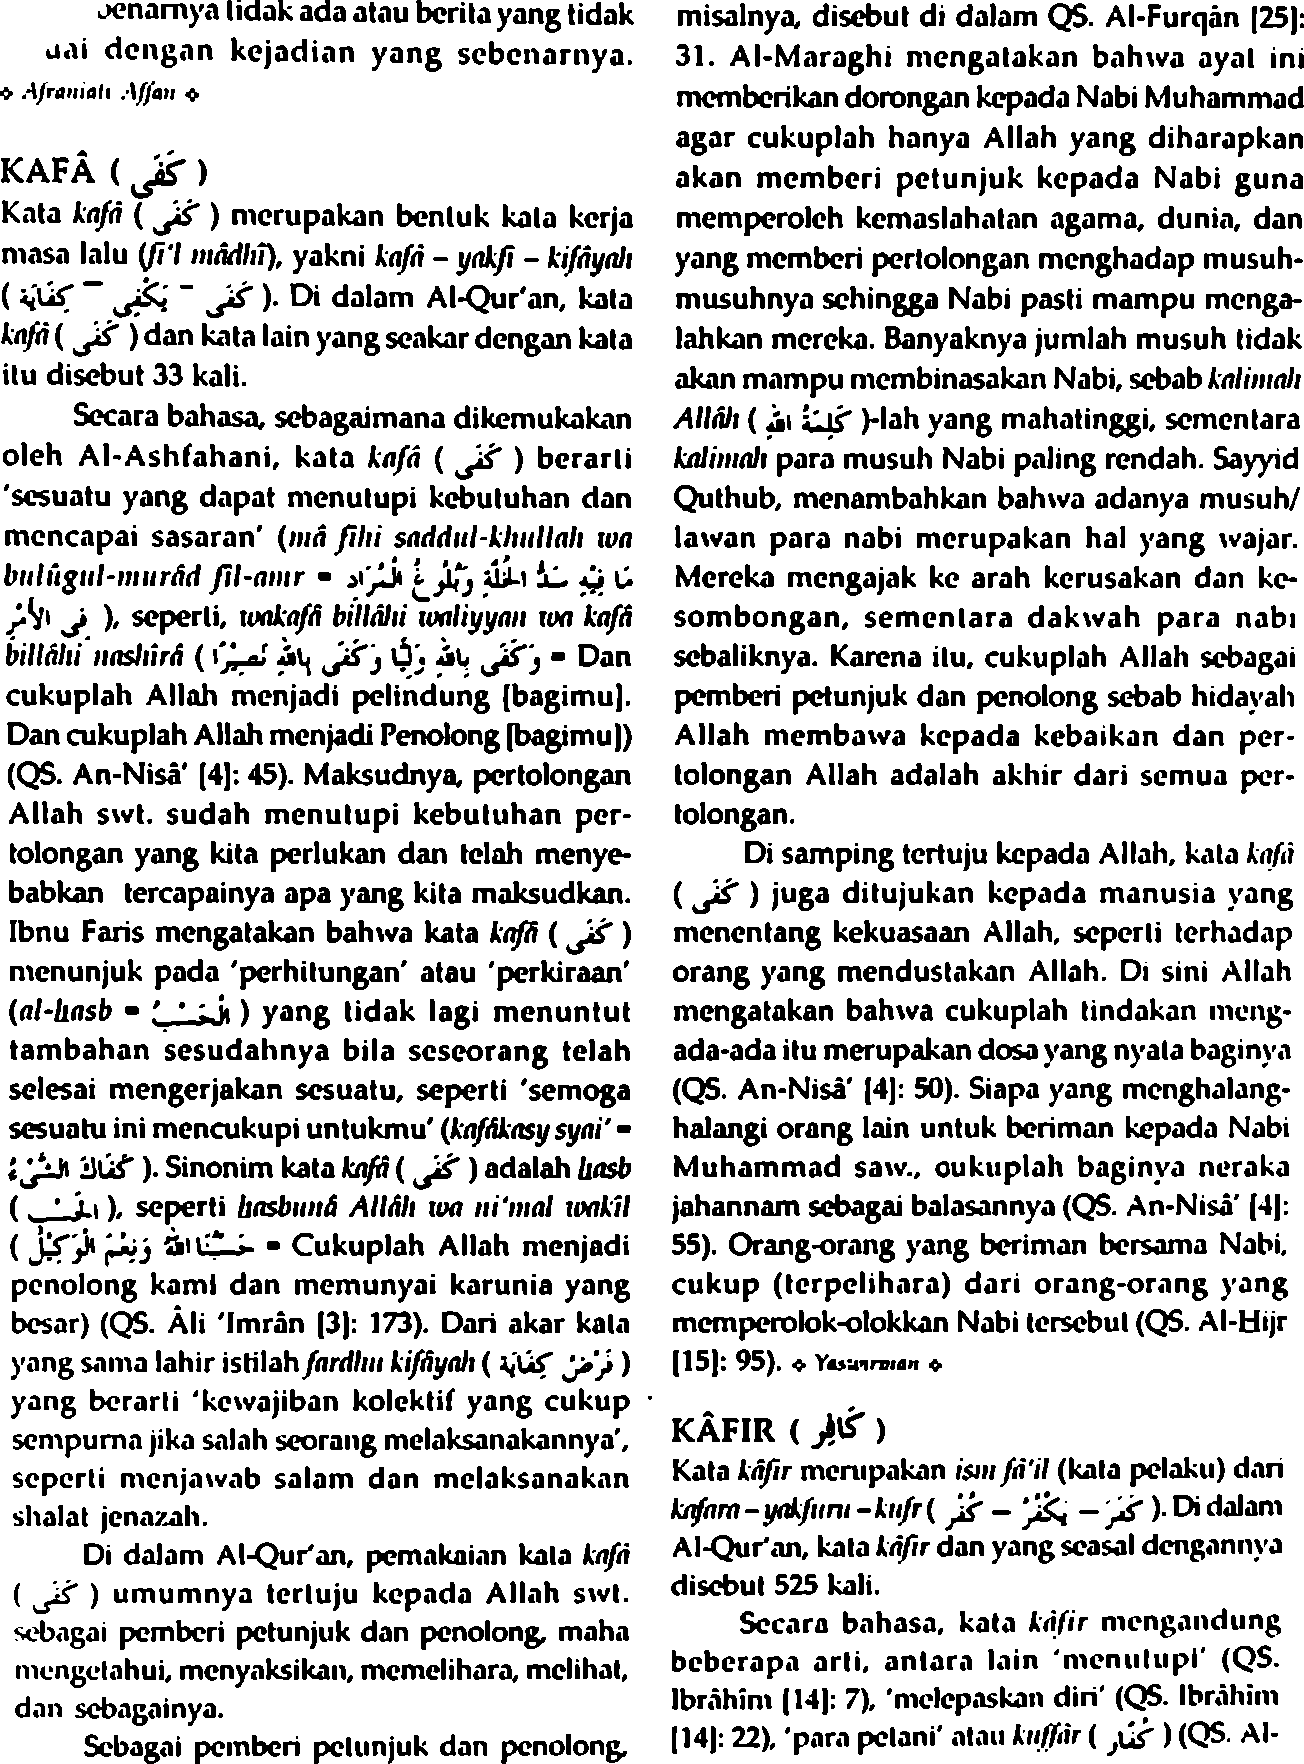 benarnya tidak ada atau berita yang tidak
dengan kejadian yang sebenarnya.
❖ Afraniati Affan ❖
KAFÂ ( كَفَى )
Kata kafâ ( كَفَى ) merupakan bentuk kata kerja
masa lalu (fi'l mâdhî), yakni kafâ – yakfî – kifâyah
( كَفَى – يَكْفِى – كِفَايَة ). Di dalam Al-Qur'an, kata
kafâ ( كَفَى ) dan kata lain yang seakar dengan kata
itu disebut 33 kali.
Secara bahasa, sebagaimana dikemukakan
oleh Al-Ashfahani, kata kafâ ( كَفَى ) berarti
'sesuatu yang dapat menutupi kebutuhan dan
mencapai sasaran' (mâ fîhi saddul-khullah wa
bulûgul-murâd fîl-amr = مَا فِيْهِ سَدُّ الْخُلَّةِ وَبُلُوغُ الْمُرَادِ
فِى الْأَمْرِ ), seperti, wakafâ billâhi waliyyan wa kafâ
billâhi nashîrâ ( وَكَفَى بِاللهِ وَلِيًّا وَكَفَى بِاللهِ نَصِيْرًا = Dan
cukuplah Allah menjadi pelindung [bagimu].
Dan cukuplah Allah menjadi Penolong [bagimu])
(QS. An-Nisâ' [4]: 45). Maksudnya, pertolongan
Allah swt. sudah menutupi kebutuhan per-
tolongan yang kita perlukan dan telah menye-
babkan tercapainya apa yang kita maksudkan.
Ibnu Faris mengatakan bahwa kata kafâ ( كَفَى )
menunjuk pada 'perhitungan' atau 'perkiraan'
(al-hasb = الْحَسْبُ ) yang tidak lagi menuntut
tambahan sesudahnya bila seseorang telah
selesai mengerjakan sesuatu, seperti 'semoga
sesuatu ini mencukupi untukmu' (kafâkasy syai' =
كَفَاكَ الشَّيْءُ ). Sinonim kata kafâ ( كَفَى ) adalah hasb
( الْحَسْبُ ), seperti hasbunâ Allâh wa ni'mal wakîl
( حَسْبُنَا اللهُ وَنِعْمَ الْوَكِيْلُ = Cukuplah Allah menjadi
penolong kami dan memunyai karunia yang
besar) (QS. Âli 'Imrân [3]: 173). Dari akar kata
yang sama lahir istilah fardhu kifâyah ( فَرْضُ كِفَايَة )
yang berarti 'kewajiban kolektif yang cukup
sempurna jika salah seorang melaksanakannya',
seperti menjawab salam dan melaksanakan
shalat jenazah.
Di dalam Al-Qur'an, pemakaian kata kafâ
( كَفَى ) umumnya tertuju kepada Allah swt.
sebagai pemberi petunjuk dan penolong, maha
mengetahui, menyaksikan, memelihara, melihat,
dan sebagainya.
Sebagai pemberi petunjuk dan penolong,
misalnya, disebut di dalam QS. Al-Furqân [25]:
31. Al-Maraghi mengatakan bahwa ayat ini
memberikan dorongan kepada Nabi Muhammad
agar cukuplah hanya Allah yang diharapkan
akan memberi petunjuk kepada Nabi guna
memperoleh kemaslahatan agama, dunia, dan
yang memberi pertolongan menghadap musuh-
musuhnya sehingga Nabi pasti mampu menga-
lahkan mereka. Banyaknya jumlah musuh tidak
akan mampu membinasakan Nabi, sebab kalimah
Allâh ( كَلِمَةُ اللهِ )-lah yang mahatinggi, sementara
kalimah para musuh Nabi paling rendah. Sayyid
Quthub, menambahkan bahwa adanya musuh/
lawan para nabi merupakan hal yang wajar.
Mereka mengajak ke arah kerusakan dan ke-
sombongan, sementara dakwah para nabi
sebaliknya. Karena itu, cukuplah Allah sebagai
pemberi petunjuk dan penolong sebab hidayah
Allah membawa kepada kebaikan dan per-
tolongan Allah adalah akhir dari semua per-
tolongan.
Di samping tertuju kepada Allah, kata kafâ
( كَفَى ) juga ditujukan kepada manusia yang
menentang kekuasaan Allah, seperti terhadap
orang yang mendustakan Allah. Di sini Allah
mengatakan bahwa cukuplah tindakan meng-
ada-ada itu merupakan dosa yang nyata baginya
(QS. An-Nisâ' [4]: 50). Siapa yang menghalang-
halangi orang lain untuk beriman kepada Nabi
Muhammad saw., cukuplah baginya neraka
jahannam sebagai balasannya (QS. An-Nisâ' [4]:
55). Orang-orang yang beriman bersama Nabi,
cukup (terpelihara) dari orang-orang yang
memperolok-olokkan Nabi tersebut (QS. Al-Hijr
[15]: 95). ❖ Yasunrman ❖
KÂFIR ( كَافِر )
Kata kâfir merupakan ism fâ'il (kata pelaku) dari
kafara – yakfuru – kufr ( كَفَرَ – يَكْفُرُ – كُفْر ). Di dalam
Al-Qur'an, kata kâfir dan yang seasal dengannya
disebut 525 kali.
Secara bahasa, kata kâfir mengandung
beberapa arti, antara lain 'menutupi' (QS.
Ibrâhîm [14]: 7), 'melepaskan diri' (QS. Ibrâhîm
[14]: 22), 'para petani' atau kuffâr ( كُفَّار ) (QS. Al-